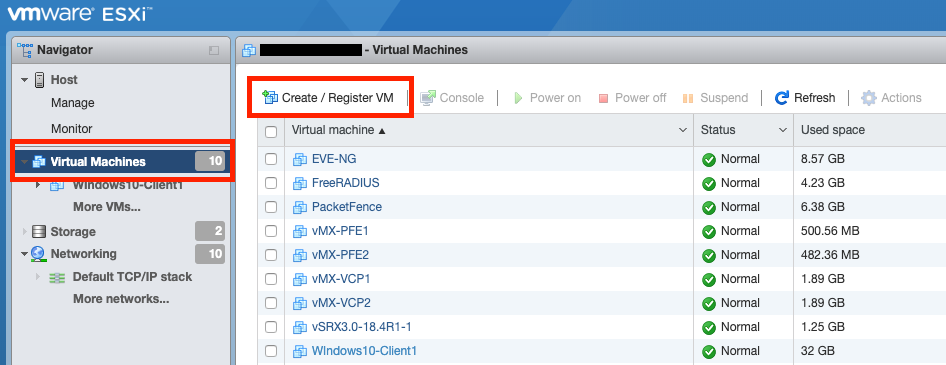 vmware ESXi
Navigator
Host
Manage
Monitor
Virtual Machines 10
Windows10-Client1
More VMs...
Storage 2
Networking 10
Default TCP/IP stack
More networks...
- Virtual Machines
Create / Register VM Console Power on Power off Suspend Refresh Actions
Virtual machine Status Used space
EVE-NG Normal 8.57 GB
FreeRADIUS Normal 4.23 GB
PacketFence Normal 6.38 GB
vMX-PFE1 Normal 500.56 MB
vMX-PFE2 Normal 482.36 MB
vMX-VCP1 Normal 1.89 GB
vMX-VCP2 Normal 1.89 GB
vSRX3.0-18.4R1-1 Normal 1.25 GB
WIndows10-Client1 Normal 32 GB